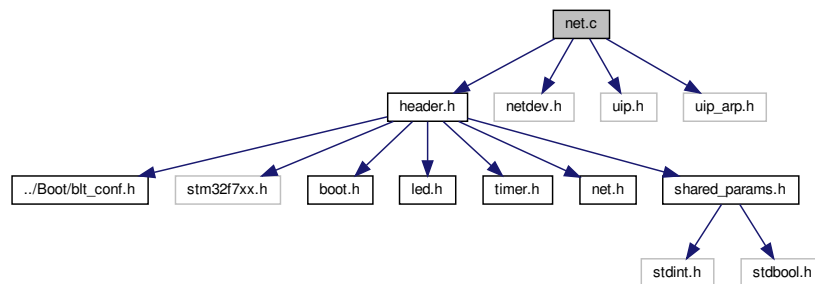 net.c
header.h
netdev.h
uip.h
uip_arp.h
../Boot/blt_conf.h
stm32f7xx.h
boot.h
led.h
timer.h
net.h
shared_params.h
stdint.h
stdbool.h